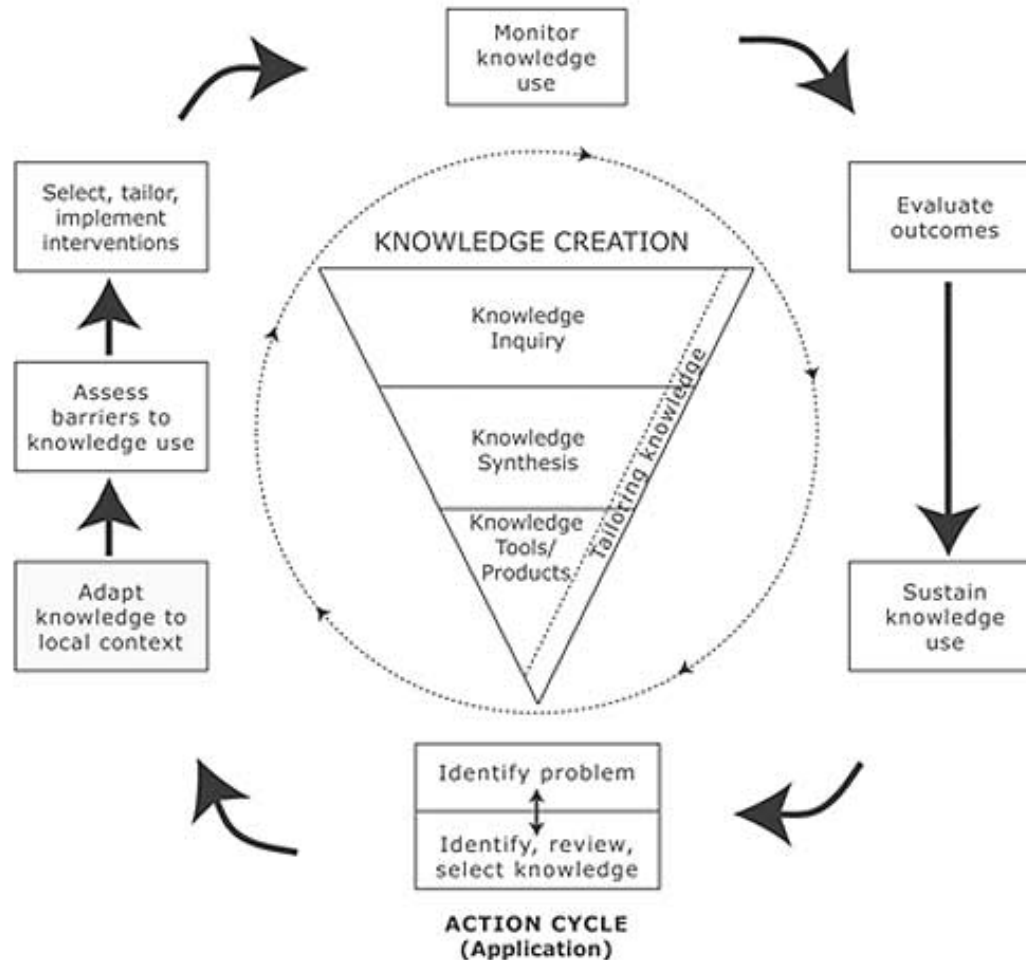 Monitor
knowledge
use
Select, tailor,
implement
interventions
Evaluate
outcomes
KNOWLEDGE CREATION
Knowledge
Inquiry
Tailoring knowledge
Assess
barriers to
knowledge use
Knowledge
Synthesis
Knowledge
Tools/
Products
Adapt
knowledge to
local context
Sustain
knowledge
use
Identify problem
Identify, review,
select knowledge
ACTION CYCLE
(Application)